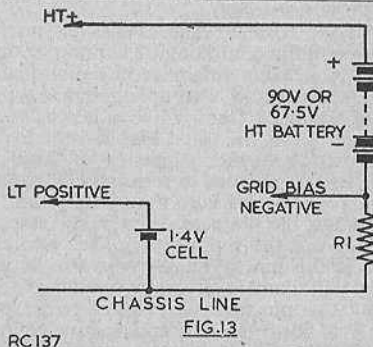 HT+
+
90V OR
67.5V
HT BATTERY
−
LT POSITIVE
GRID BIAS
NEGATIVE
1·4V
CELL
R1
CHASSIS LINE
FIG.13
RC137